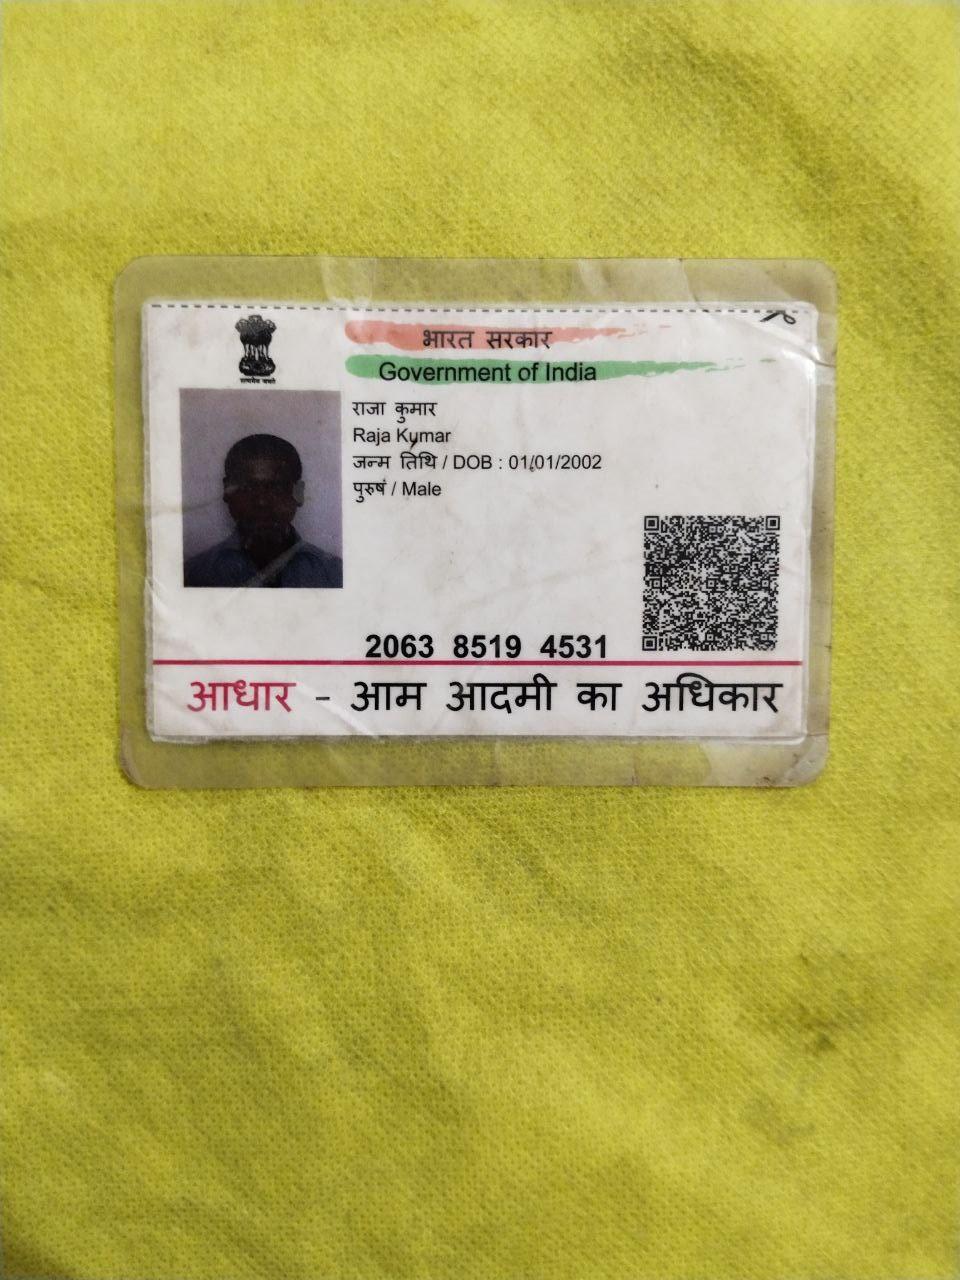 भारत सरकार
Government of India
सत्यमेव जयते
राजा कुमार
Raja Kumar
जन्म तिथि / DOB : 01/01/2002
पुरुष / Male
2063 8519 4531
आधार - आम आदमी का अधिकार